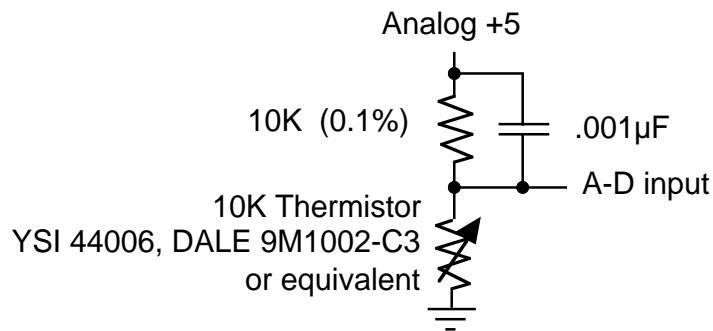 Analog +5
10K (0.1%)
.001µF
A-D input
10K Thermistor
YSI 44006, DALE 9M1002-C3
or equivalent